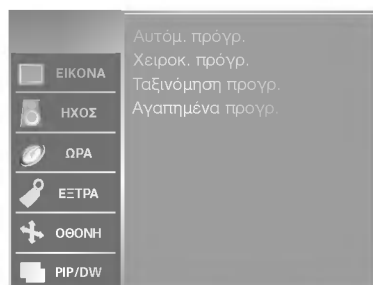 ΕΙΚΟΝΑ
ΗΧΟΣ
ΩΡΑ
ΕΞΤΡΑ
ΟΘΟΝΗ
PIP/DW
Αυτόμ. πρόγρ.
Χειροκ. πρόγρ.
Ταξινόμηση προγρ.
Αγαπημένα προγρ.